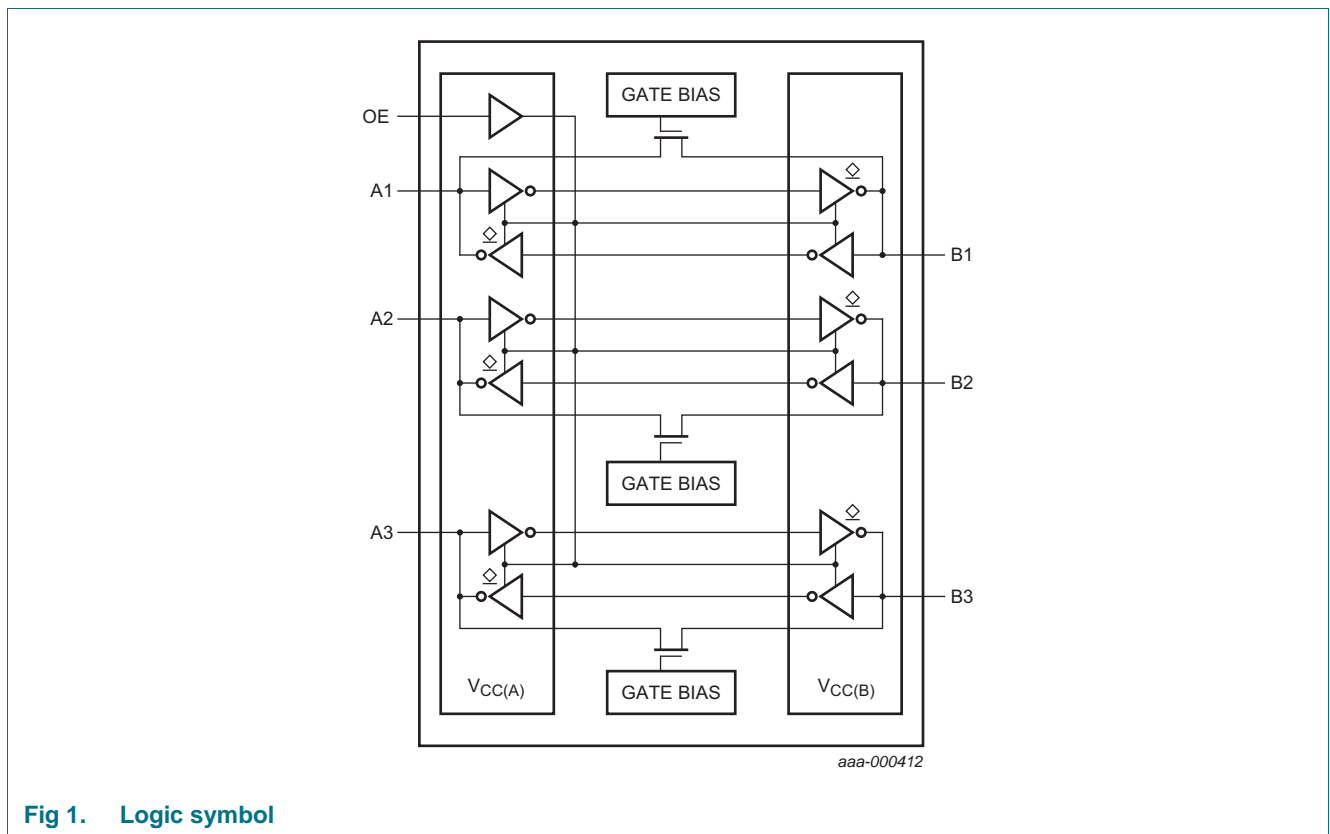 GATE BIAS
OE
A1
B1
A2
B2
GATE BIAS
A3
B3
VCC(A)
GATE BIAS
VCC(B)
aaa-000412
Fig 1. Logic symbol